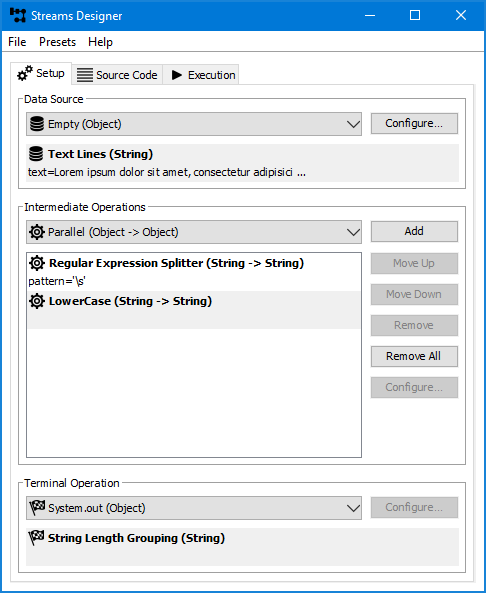 Streams Designer
File Presets Help
Setup Source Code Execution
Data Source
Empty (Object) Configure...
Text Lines (String)
text=Lorem ipsum dolor sit amet, consectetur adipisici ...
Intermediate Operations
Parallel (Object -> Object) Add
Regular Expression Splitter (String -> String) Move Up
pattern='\s'
LowerCase (String -> String) Move Down
Remove
Remove All
Configure...
Terminal Operation
System.out (Object) Configure...
String Length Grouping (String)